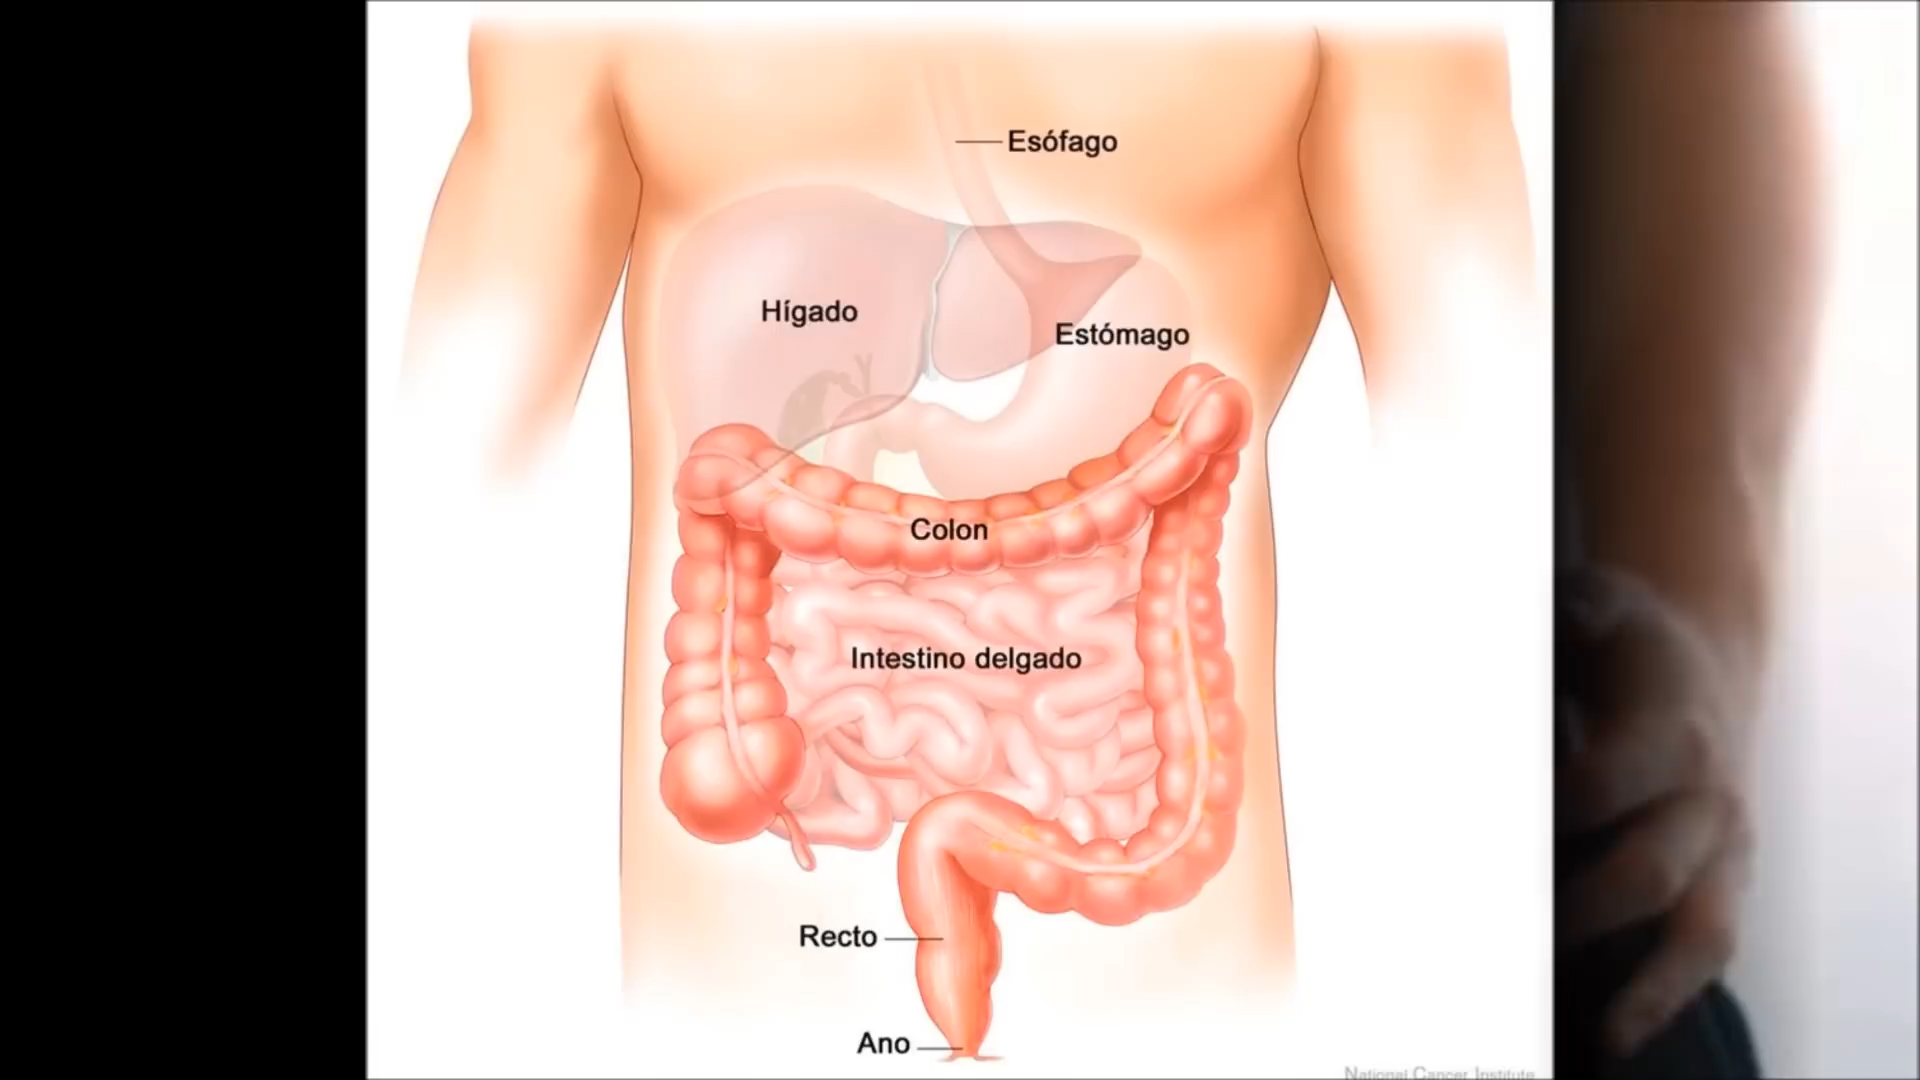 Esófago
Hígado
Estómago
Colon
Intestino delgado
Recto
Ano
National Cancer Institute